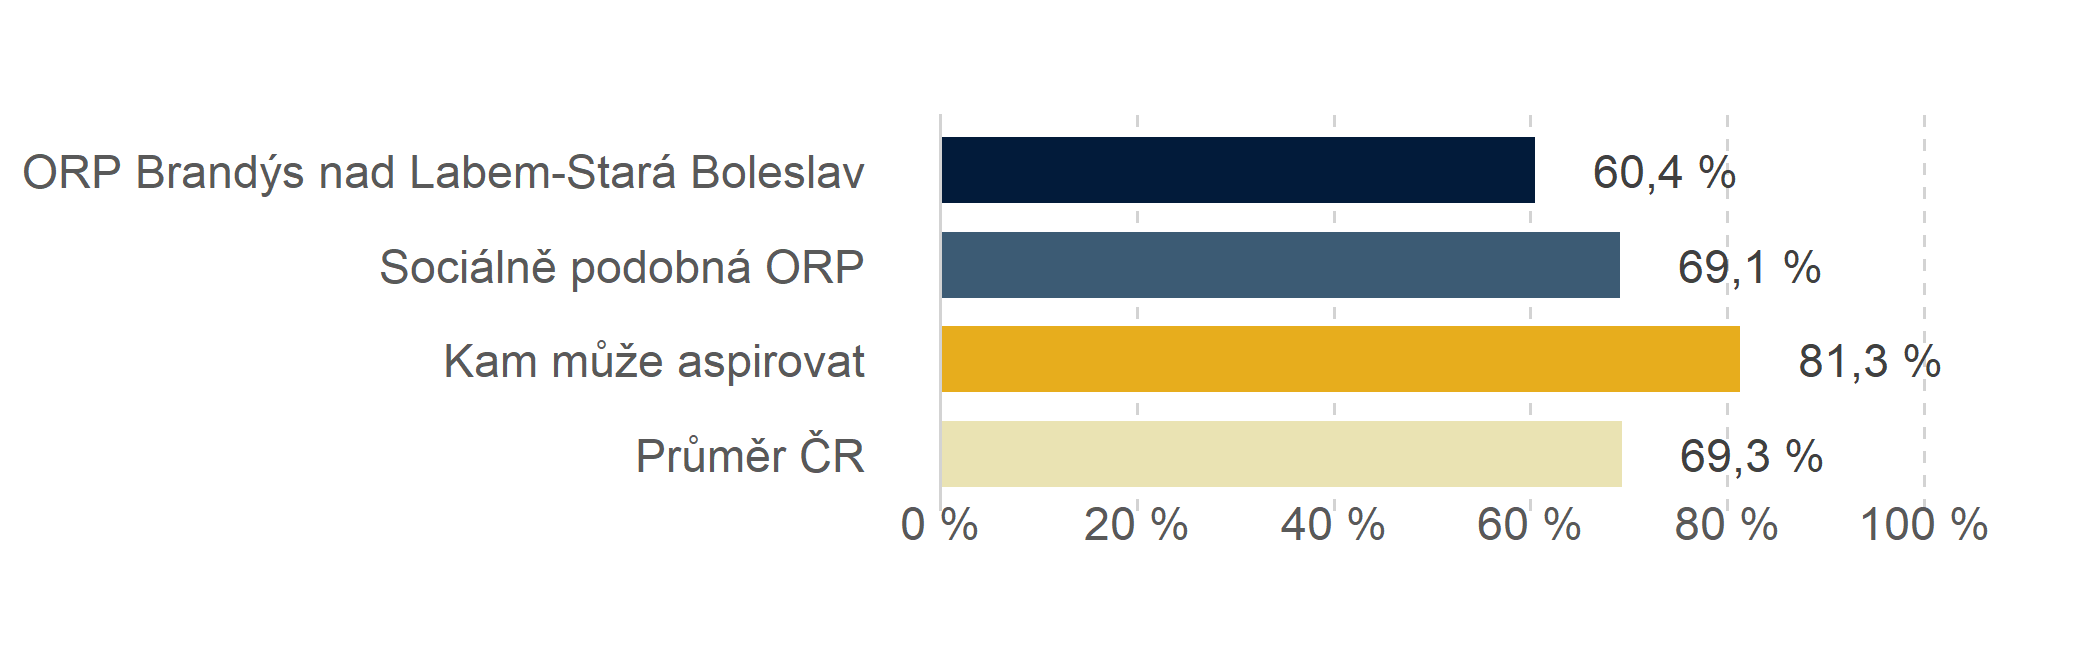 ORP Brandýs nad Labem-Stará Boleslav 60,4 %
Sociálně podobná ORP 69,1 %
Kam může aspirovat 81,3 %
Průměr ČR 69,3 %
0 % 20 % 40 % 60 % 80 % 100 %